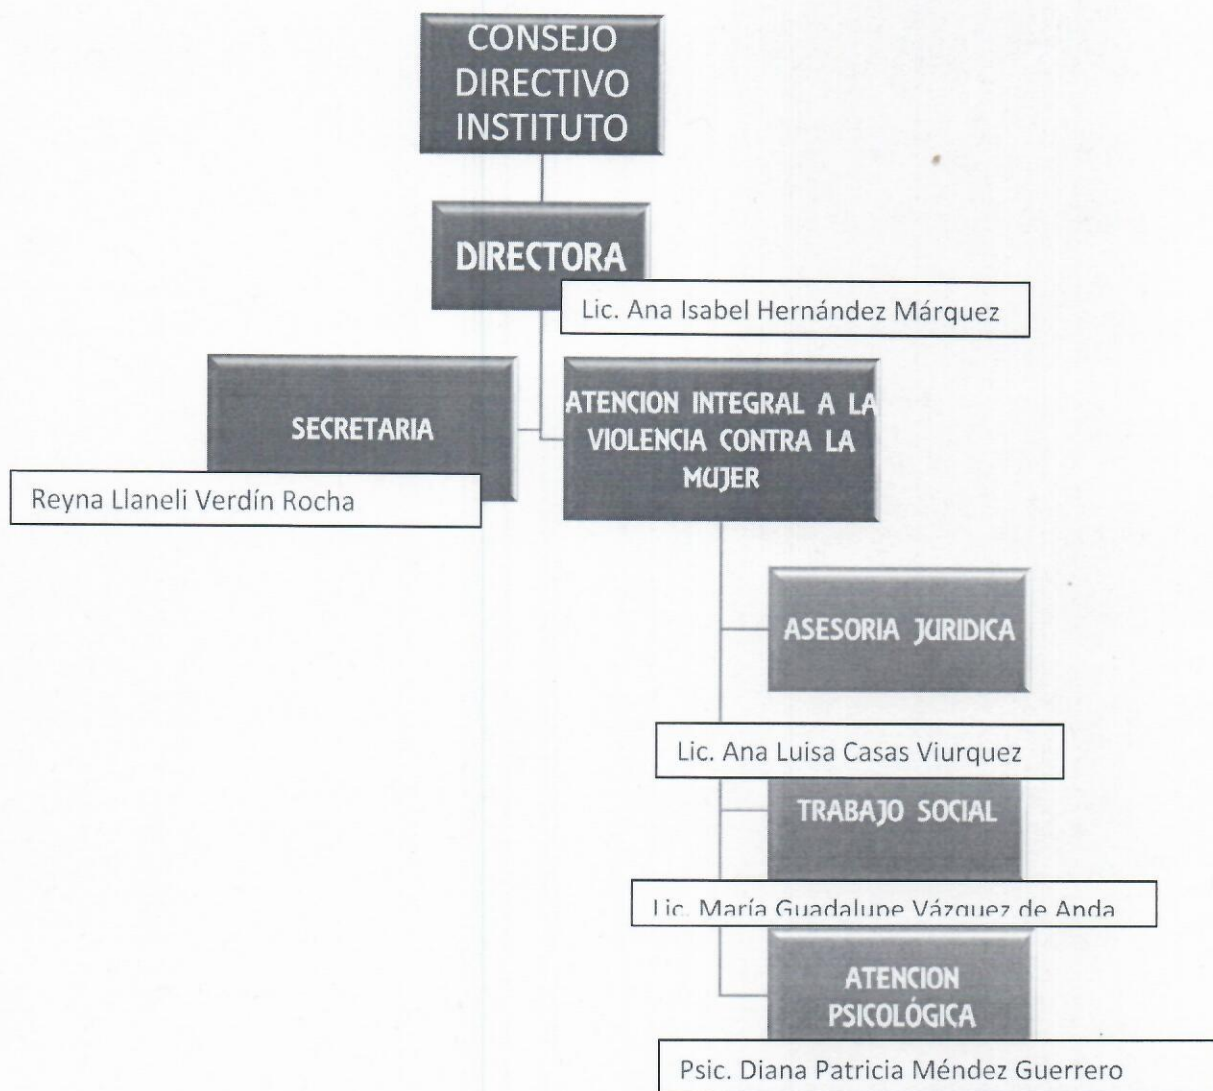 CONSEJO
DIRECTIVO
INSTITUTO
DIRECTORA
Lic. Ana Isabel Hernández Márquez
SECRETARIA
Reyna Llaneli Verdín Rocha
ATENCION INTEGRAL A LA
VIOLENCIA CONTRA LA
MUJER
ASESORIA JURIDICA
Lic. Ana Luisa Casas Viurquez
TRABAJO SOCIAL
Lic. María Guadalupe Vázquez de Anda
ATENCION
PSICOLÓGICA
Psic. Diana Patricia Méndez Guerrero